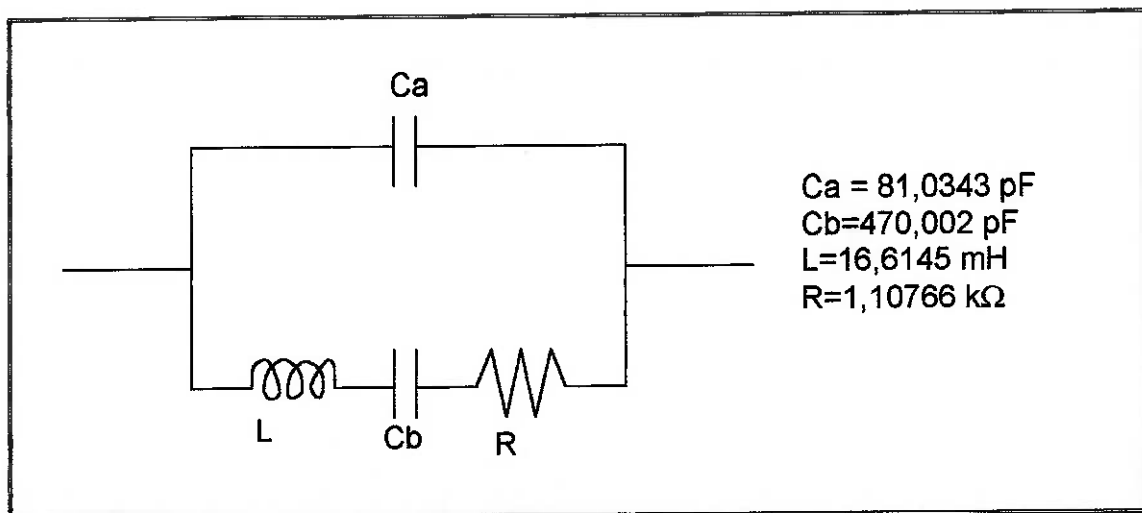 Ca
Ca = 81,0343 pF
Cb=470,002 pF
L=16,6145 mH
R=1,10766 kΩ
L
Cb
R